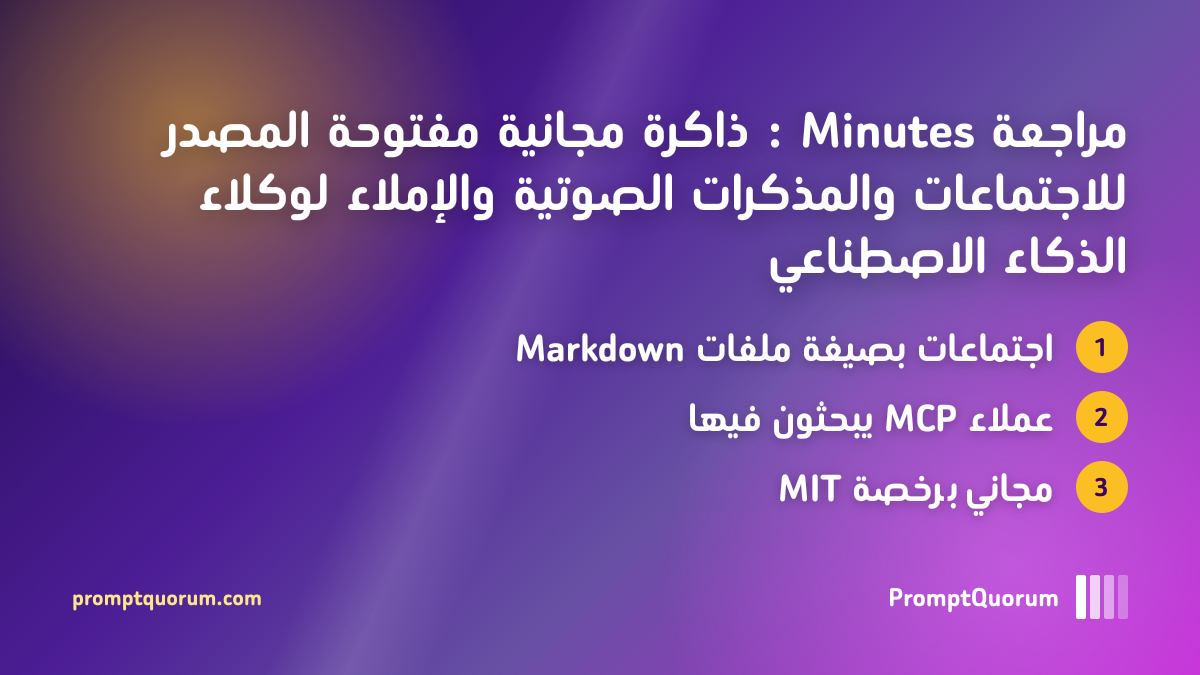 مراجعة Minutes : ذاكرة مجانية مفتوحة المصدر
للاجتماعات والمذكرات الصوتية والإملاء لوكلاء
الذكاء الاصطناعي
1 اجتماعات بصيغة ملفات Markdown
2 عملاء MCP يبحثون فيها
3 مجاني برخصة MIT
PromptQuorum
promptquorum.com